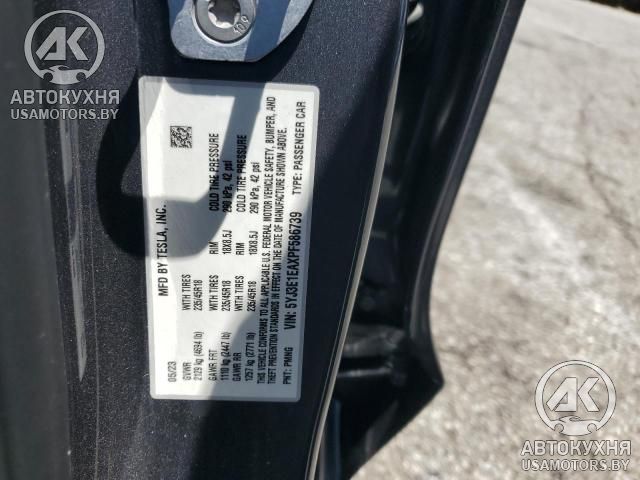 109
AK
АВТОКУХНЯ
USAMOTORS.BY
MFD BY TESLA, INC.
05/23
GVWR WITH TIRES RIM COLD TIRE PRESSURE
2129 kg (4694 lb) 235/45R18 18X8.5J 290 kPa, 42 psi
GAWR FRT WITH TIRES RIM COLD TIRE PRESSURE
1110 kg (2447 lb) 235/45R18 18X8.5J 290 kPa, 42 psi
GAWR RR
1257 kg (2771 lb)
THIS VEHICLE CONFORMS TO ALL APPLICABLE U.S. FEDERAL MOTOR VEHICLE SAFETY, BUMPER, AND
THEFT PREVENTION STANDARDS IN EFFECT ON THE DATE OF MANUFACTURE SHOWN ABOVE.
PNT: PMNG VIN: 5YJ3E1EAXPF586739 TYPE: PASSENGER CAR
AK
АВТОКУХНЯ
USAMOTORS.BY